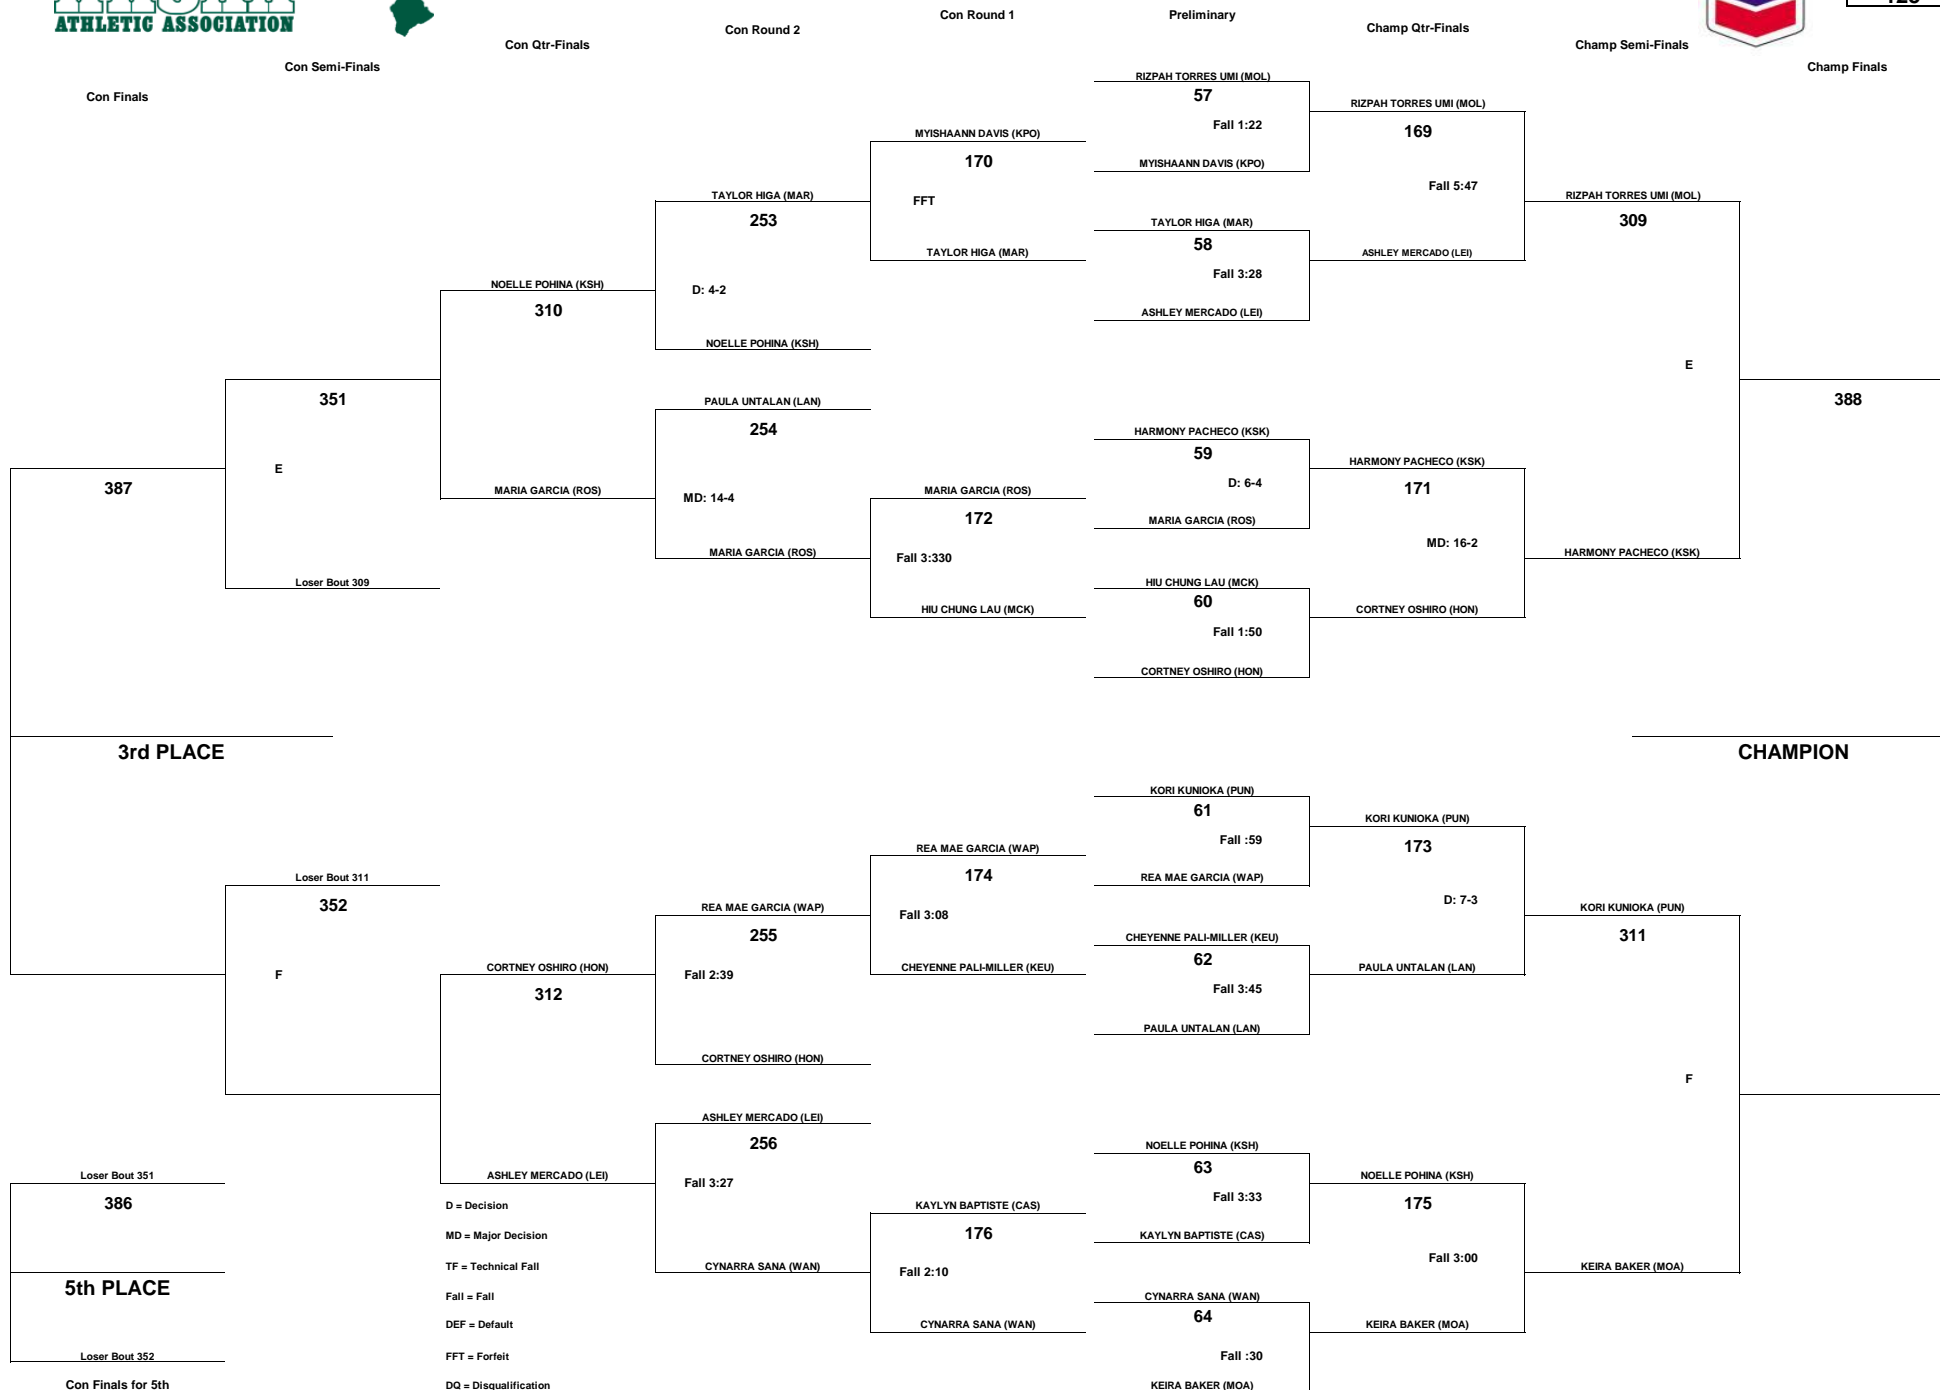 ATHLETIC ASSOCIATION
Con Round 1
Preliminary
Con Round 2
Champ Qtr-Finals
Con Qtr-Finals
Champ Semi-Finals
Con Semi-Finals
Champ Finals
Con Finals
RIZPAH TORRES UMI (MOL)
57
RIZPAH TORRES UMI (MOL)
Fall 1:22
MYISHAANN DAVIS (KPO)
169
170
MYISHAANN DAVIS (KPO)
Fall 5:47
TAYLOR HIGA (MAR)
FFT
RIZPAH TORRES UMI (MOL)
253
TAYLOR HIGA (MAR)
309
58
TAYLOR HIGA (MAR)
ASHLEY MERCADO (LEI)
Fall 3:28
NOELLE POHINA (KSH)
D: 4-2
310
ASHLEY MERCADO (LEI)
NOELLE POHINA (KSH)
E
351
PAULA UNTALAN (LAN)
388
254
HARMONY PACHECO (KSK)
59
HARMONY PACHECO (KSK)
E
387
D: 6-4
171
MARIA GARCIA (ROS)
MD: 14-4
MARIA GARCIA (ROS)
172
MARIA GARCIA (ROS)
MD: 16-2
MARIA GARCIA (ROS)
Fall 3:330
HARMONY PACHECO (KSK)
Loser Bout 309
HIU CHUNG LAU (MCK)
60
HIU CHUNG LAU (MCK)
CORTNEY OSHIRO (HON)
Fall 1:50
CORTNEY OSHIRO (HON)
3rd PLACE
CHAMPION
KORI KUNIOKA (PUN)
61
KORI KUNIOKA (PUN)
Fall :59
REA MAE GARCIA (WAP)
173
Loser Bout 311
174
REA MAE GARCIA (WAP)
D: 7-3
352
REA MAE GARCIA (WAP)
Fall 3:08
KORI KUNIOKA (PUN)
255
CHEYENNE PALI-MILLER (KEU)
311
62
F
CORTNEY OSHIRO (HON)
Fall 2:39
CHEYENNE PALI-MILLER (KEU)
PAULA UNTALAN (LAN)
312
Fall 3:45
PAULA UNTALAN (LAN)
CORTNEY OSHIRO (HON)
F
ASHLEY MERCADO (LEI)
256
NOELLE POHINA (KSH)
63
Loser Bout 351
ASHLEY MERCADO (LEI)
Fall 3:27
NOELLE POHINA (KSH)
Fall 3:33
386
D = Decision
KAYLYN BAPTISTE (CAS)
175
176
MD = Major Decision
KAYLYN BAPTISTE (CAS)
Fall 3:00
TF = Technical Fall
CYNARRA SANA (WAN)
Fall 2:10
KEIRA BAKER (MOA)
5th PLACE
Fall = Fall
CYNARRA SANA (WAN)
64
DEF = Default
CYNARRA SANA (WAN)
KEIRA BAKER (MOA)
Loser Bout 352
FFT = Forfeit
Fall :30
Con Finals for 5th
DQ = Disqualification
KEIRA BAKER (MOA)